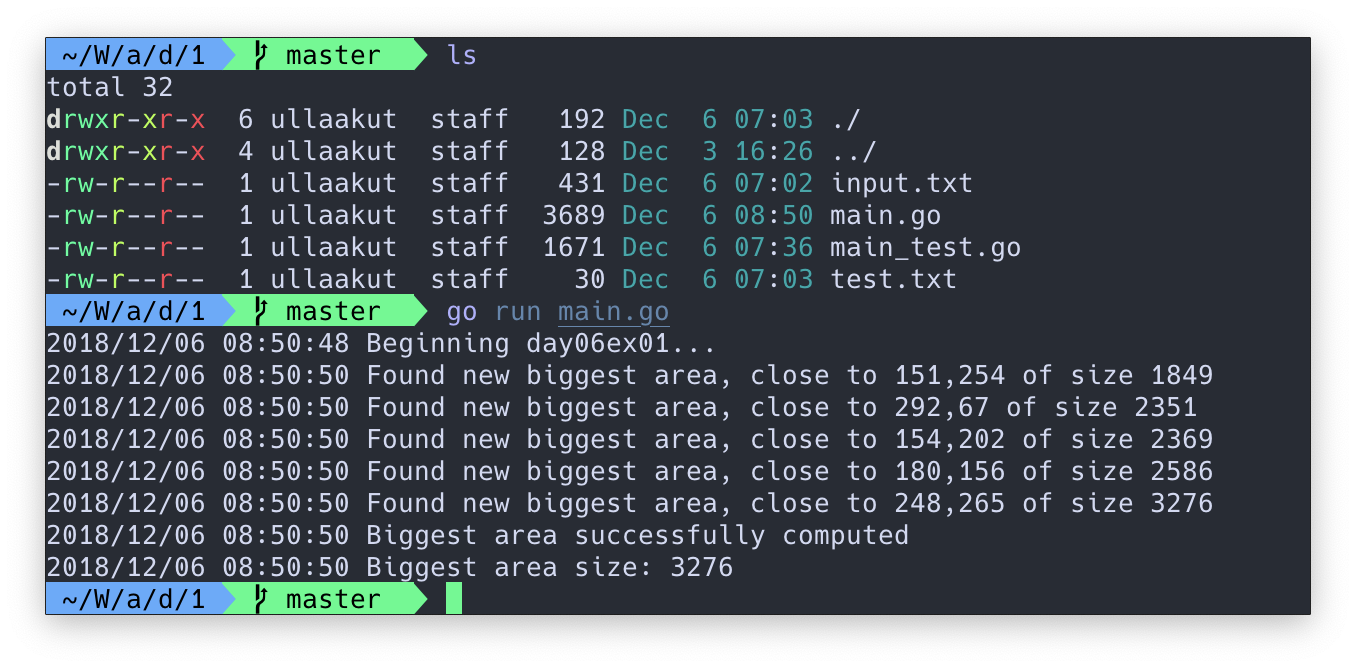 ~/W/a/d/1 master ls
total 32
drwxr-xr-x  6 ullaakut  staff   192 Dec  6 07:03 ./
drwxr-xr-x  4 ullaakut  staff   128 Dec  3 16:26 ../
-rw-r--r--  1 ullaakut  staff   431 Dec  6 07:02 input.txt
-rw-r--r--  1 ullaakut  staff  3689 Dec  6 08:50 main.go
-rw-r--r--  1 ullaakut  staff  1671 Dec  6 07:36 main_test.go
-rw-r--r--  1 ullaakut  staff    30 Dec  6 07:03 test.txt
~/W/a/d/1 master go run main.go
2018/12/06 08:50:48 Beginning day06ex01...
2018/12/06 08:50:50 Found new biggest area, close to 151,254 of size 1849
2018/12/06 08:50:50 Found new biggest area, close to 292,67 of size 2351
2018/12/06 08:50:50 Found new biggest area, close to 154,202 of size 2369
2018/12/06 08:50:50 Found new biggest area, close to 180,156 of size 2586
2018/12/06 08:50:50 Found new biggest area, close to 248,265 of size 3276
2018/12/06 08:50:50 Biggest area successfully computed
2018/12/06 08:50:50 Biggest area size: 3276
~/W/a/d/1 master